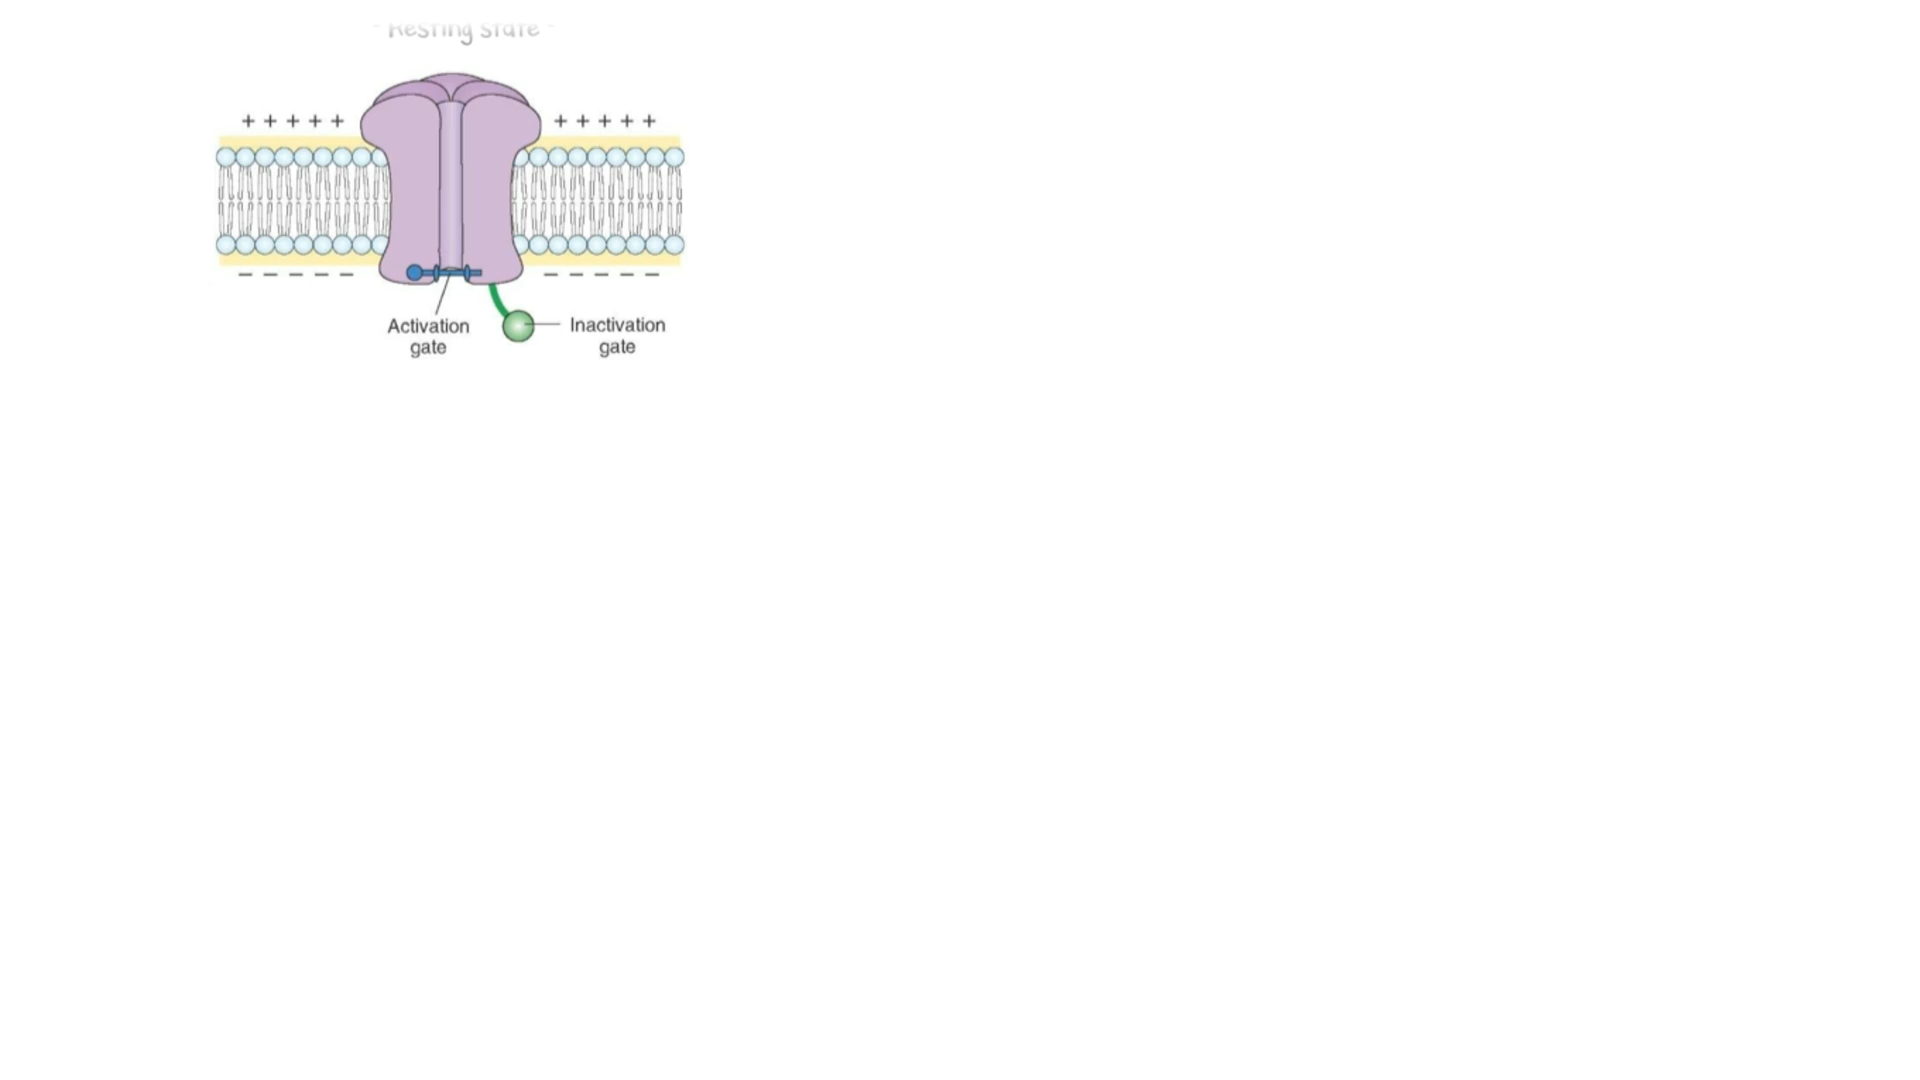 - Resting state -
+ + + + + + + + + +
– – – – – – – – – –
Activation gate
Inactivation gate